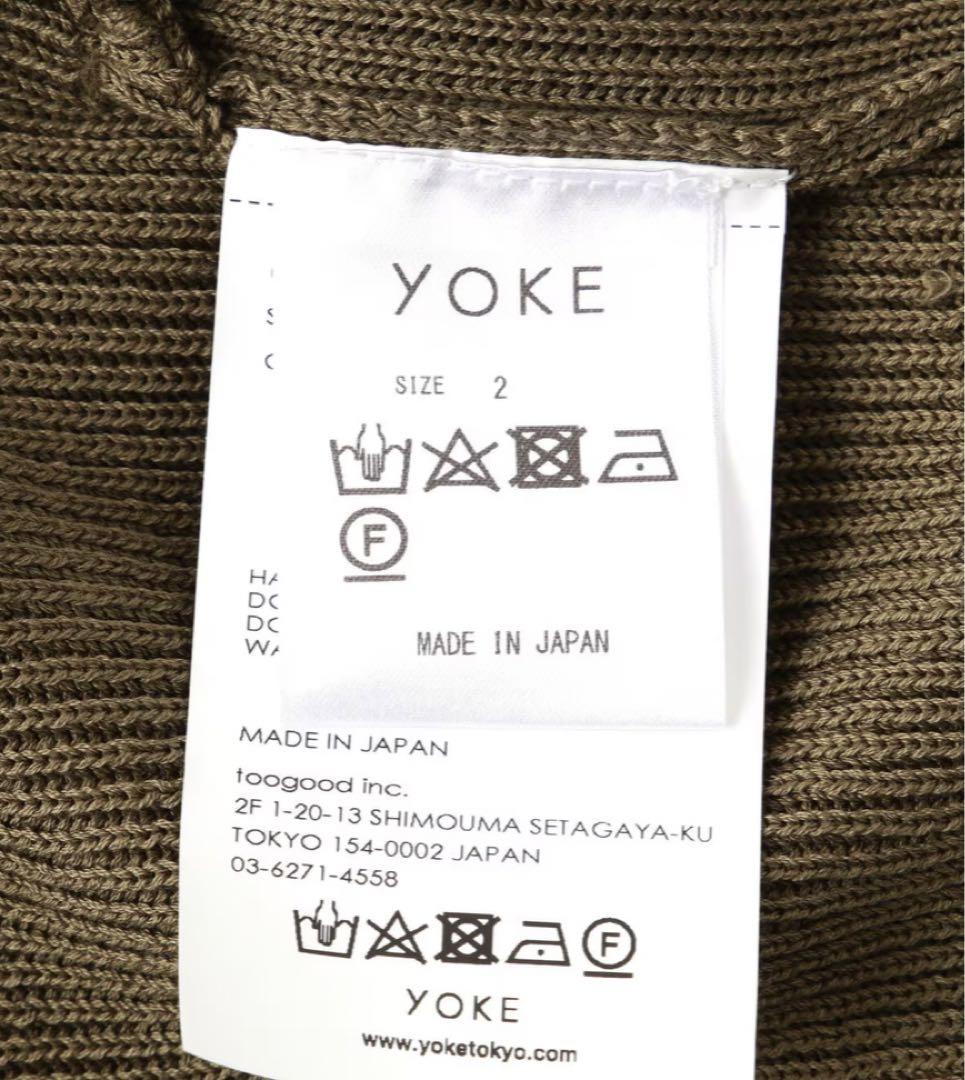 YOKE
SIZE 2
F
MADE IN JAPAN
MADE IN JAPAN
toogood inc.
2F 1-20-13 SHIMOUMA SETAGAYA-KU
TOKYO 154-0002 JAPAN
03-6271-4558
F
YOKE
www.yoketokyo.com